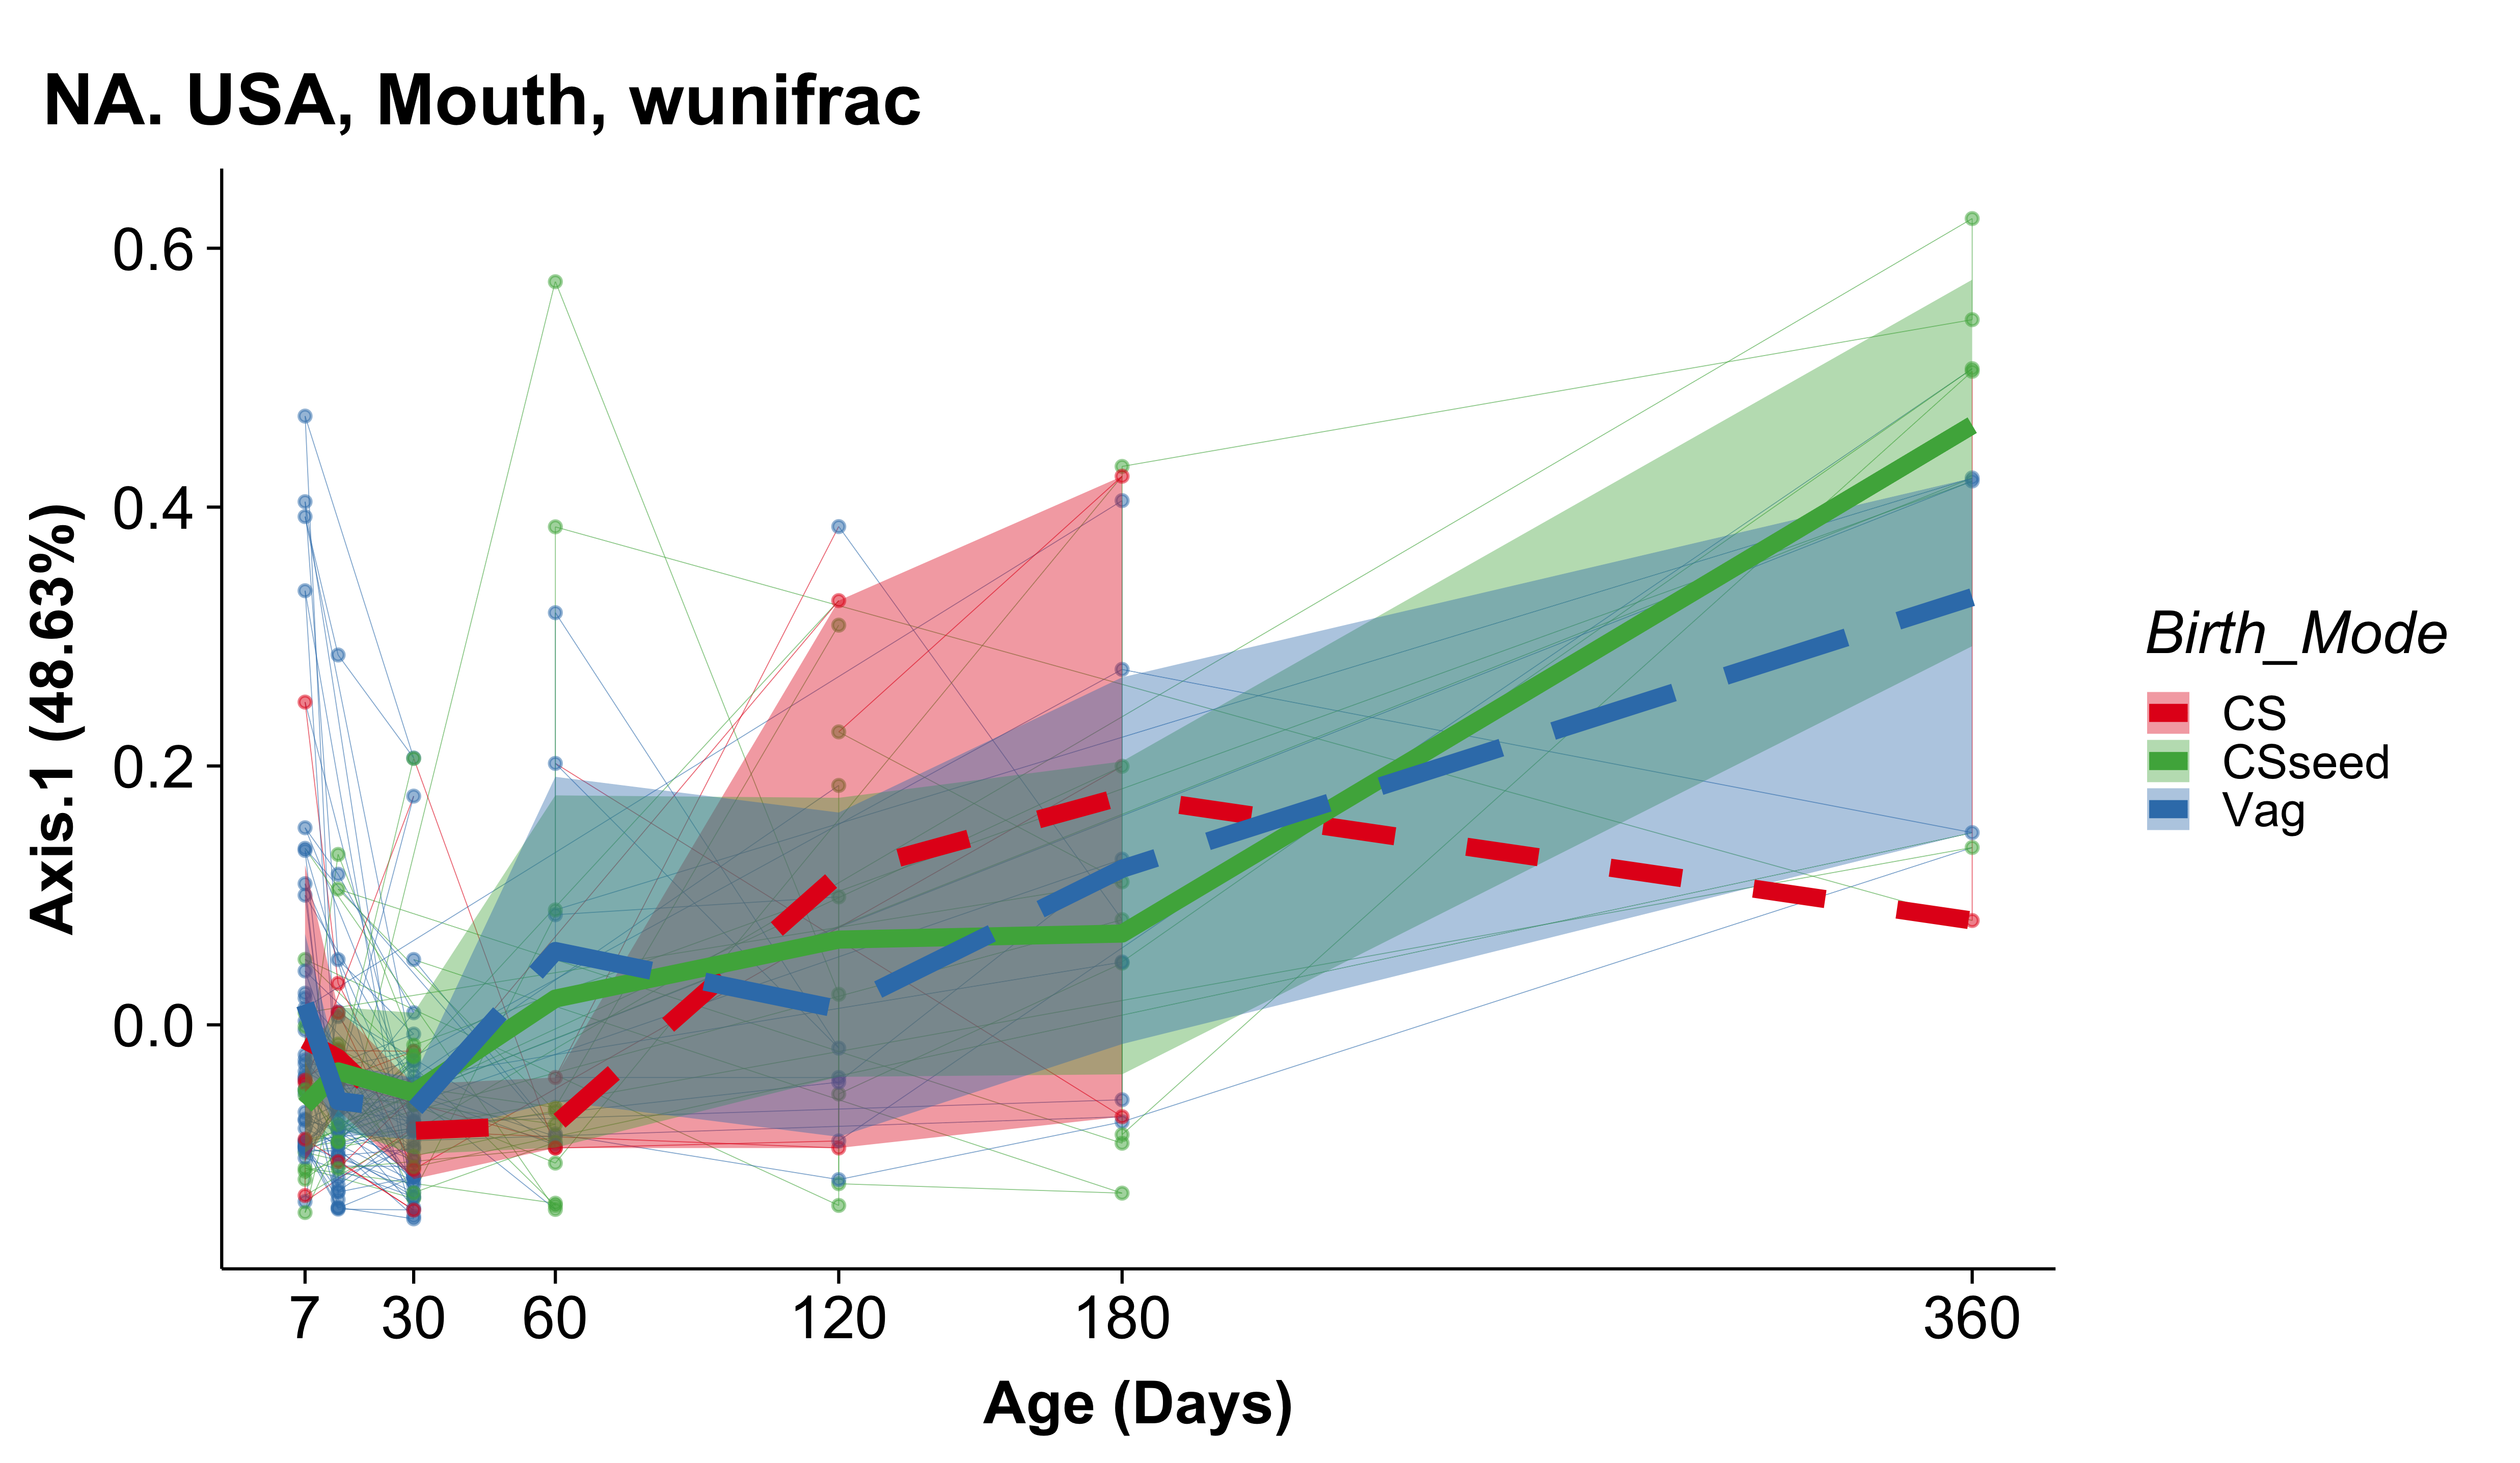 NA. USA, Mouth, wunifrac
Axis.1 (48.63%)
0.6
0.4
0.2
0.0
7 30 60 120 180 360
Age (Days)
Birth_Mode
CS
CSseed
Vag